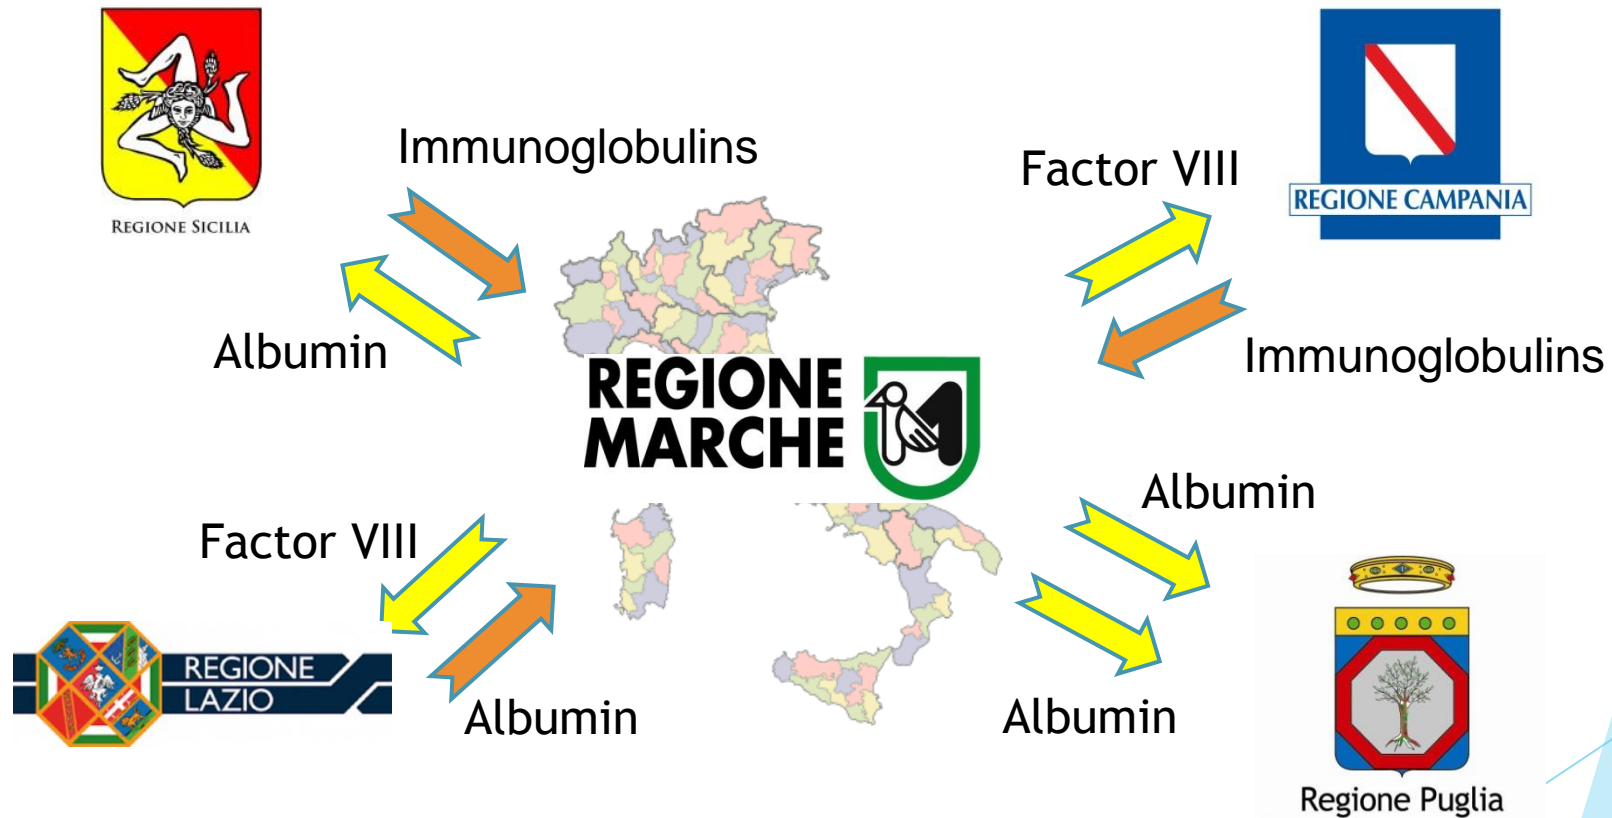 Immunoglobulins
REGIONE SICILIA
Albumin
Factor VIII
REGIONE CAMPANIA
Immunoglobulins
REGIONE
MARCHE
Factor VIII
REGIONE
LAZIO
Albumin
Albumin
Albumin
Regione Puglia